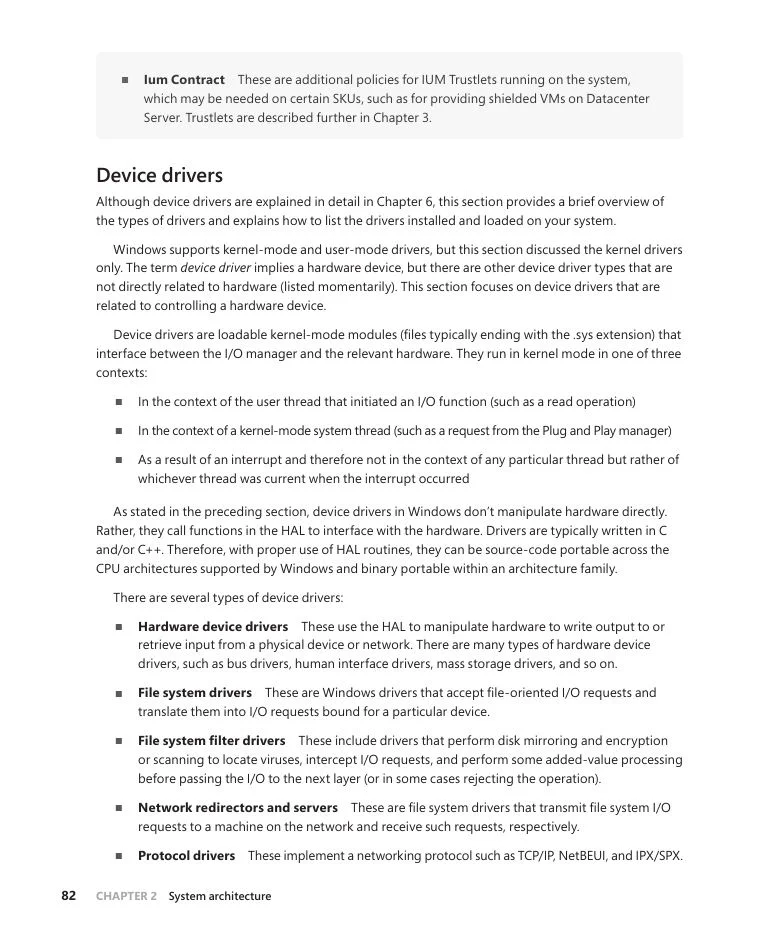 ■ Ium Contract These are additional policies for IUM Trustlets running on the system,
which may be needed on certain SKUs, such as for providing shielded VMs on Datacenter
Server. Trustlets are described further in Chapter 3.
Device drivers
Although device drivers are explained in detail in Chapter 6, this section provides a brief overview of
the types of drivers and explains how to list the drivers installed and loaded on your system.
Windows supports kernel-mode and user-mode drivers, but this section discussed the kernel drivers
only. The term device driver implies a hardware device, but there are other device driver types that are
not directly related to hardware (listed momentarily). This section focuses on device drivers that are
related to controlling a hardware device.
Device drivers are loadable kernel-mode modules (files typically ending with the .sys extension) that
interface between the I/O manager and the relevant hardware. They run in kernel mode in one of three
contexts:
■ In the context of the user thread that initiated an I/O function (such as a read operation)
■ In the context of a kernel-mode system thread (such as a request from the Plug and Play manager)
■ As a result of an interrupt and therefore not in the context of any particular thread but rather of
whichever thread was current when the interrupt occurred
As stated in the preceding section, device drivers in Windows don't manipulate hardware directly.
Rather, they call functions in the HAL to interface with the hardware. Drivers are typically written in C
and/or C++. Therefore, with proper use of HAL routines, they can be source-code portable across the
CPU architectures supported by Windows and binary portable within an architecture family.
There are several types of device drivers:
■ Hardware device drivers These use the HAL to manipulate hardware to write output to or
retrieve input from a physical device or network. There are many types of hardware device
drivers, such as bus drivers, human interface drivers, mass storage drivers, and so on.
■ File system drivers These are Windows drivers that accept file-oriented I/O requests and
translate them into I/O requests bound for a particular device.
■ File system filter drivers These include drivers that perform disk mirroring and encryption
or scanning to locate viruses, intercept I/O requests, and perform some added-value processing
before passing the I/O to the next layer (or in some cases rejecting the operation).
■ Network redirectors and servers These are file system drivers that transmit file system I/O
requests to a machine on the network and receive such requests, respectively.
■ Protocol drivers These implement a networking protocol such as TCP/IP, NetBEUI, and IPX/SPX.
82 CHAPTER 2 System architecture